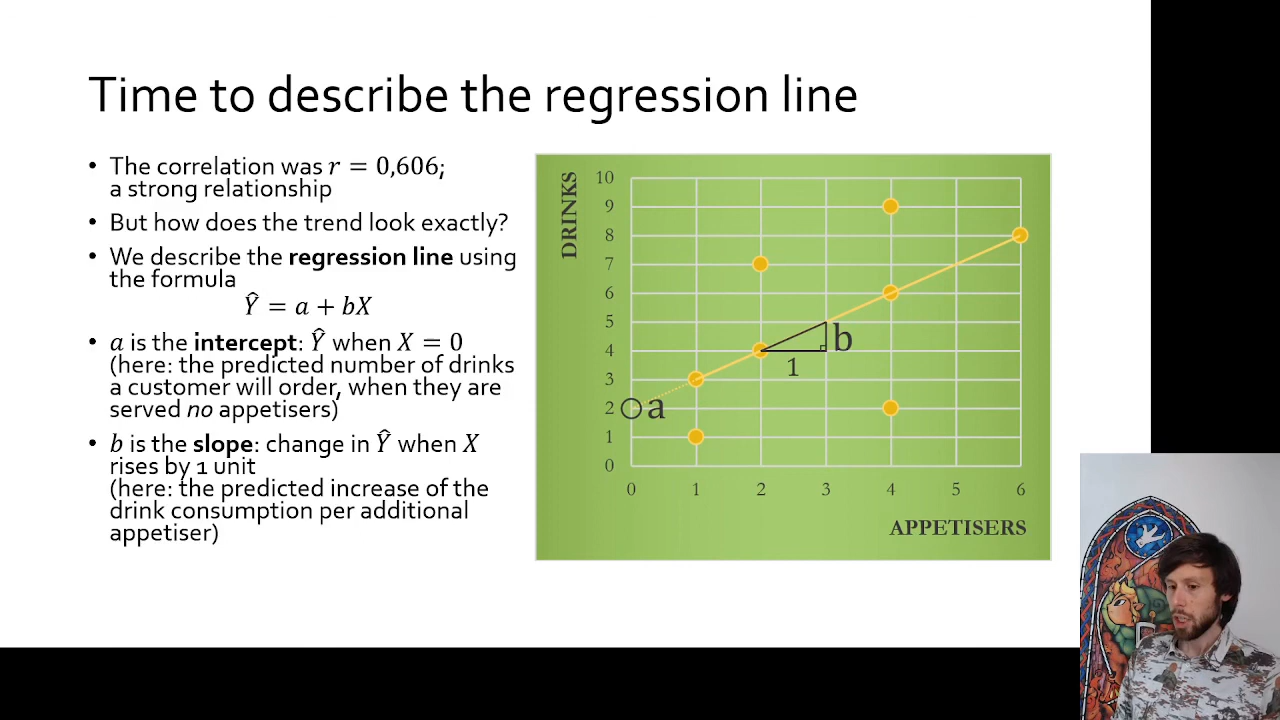 Time to describe the regression line
• The correlation was r = 0,606;
a strong relationship
• But how does the trend look exactly?
• We describe the regression line using
the formula
Ŷ = a + bX
• a is the intercept: Ŷ when X = 0
(here: the predicted number of drinks
a customer will order, when they are
served no appetisers)
• b is the slope: change in Ŷ when X
rises by 1 unit
(here: the predicted increase of the
drink consumption per additional
appetiser)
DRINKS
10
9
8
7
6
5
4
3
2
1
0
a
b
1
0 1 2 3 4 5 6
APPETISERS